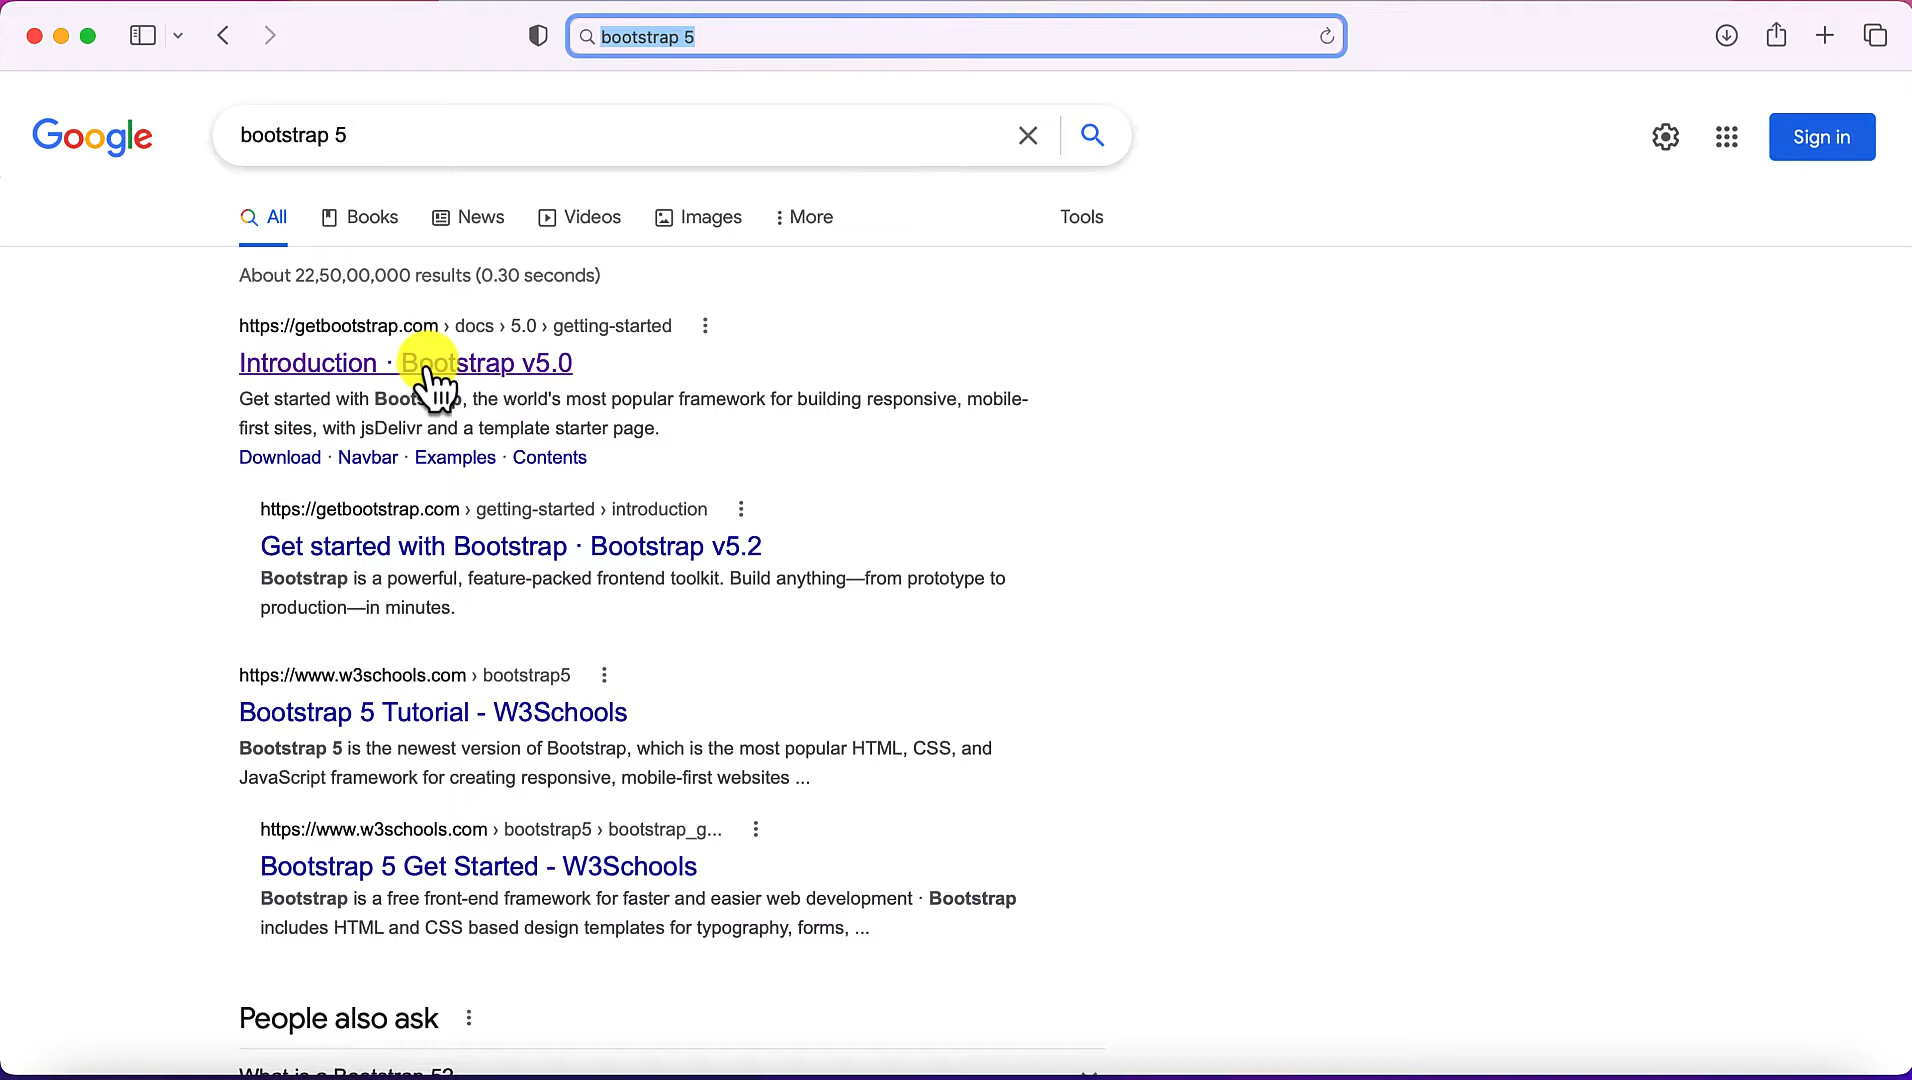 bootstrap 5
Google
bootstrap 5
Sign in
All
Books
News
Videos
Images
More
Tools
About 22,50,00,000 results (0.30 seconds)
https://getbootstrap.com › docs › 5.0 › getting-started
Introduction · Bootstrap v5.0
Get started with Bootstrap, the world's most popular framework for building responsive, mobile-
first sites, with jsDelivr and a template starter page.
Download · Navbar · Examples · Contents
https://getbootstrap.com › getting-started › introduction
Get started with Bootstrap · Bootstrap v5.2
Bootstrap is a powerful, feature-packed frontend toolkit. Build anything—from prototype to
production—in minutes.
https://www.w3schools.com › bootstrap5
Bootstrap 5 Tutorial - W3Schools
Bootstrap 5 is the newest version of Bootstrap, which is the most popular HTML, CSS, and
JavaScript framework for creating responsive, mobile-first websites ...
https://www.w3schools.com › bootstrap5 › bootstrap_g...
Bootstrap 5 Get Started - W3Schools
Bootstrap is a free front-end framework for faster and easier web development · Bootstrap
includes HTML and CSS based design templates for typography, forms, ...
People also ask
What is a Bootstrap 5?